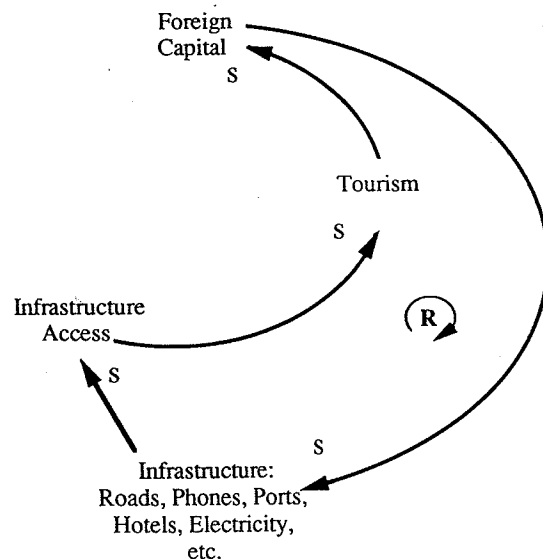 Foreign
Capital
S
Tourism
S
Infrastructure
Access
R
S
S
Infrastructure:
Roads, Phones, Ports,
Hotels, Electricity,
etc.